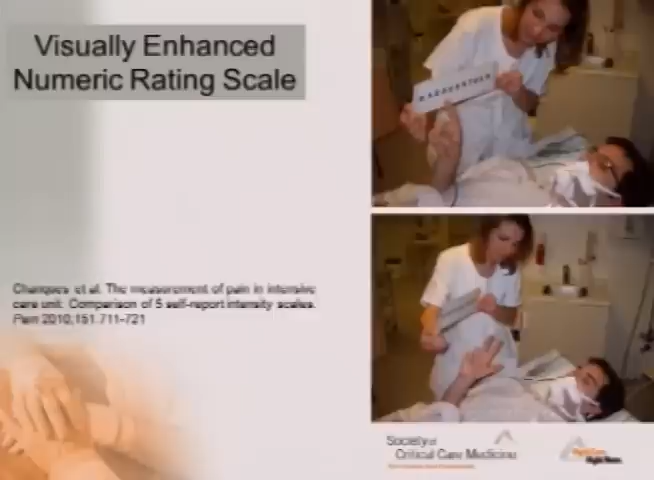 Visually Enhanced
Numeric Rating Scale
Chanques et al. The measurement of pain in intensive
care unit: Comparison of 5 self-report intensity scales.
Pain 2010;151:711-721
Society of
Critical Care Medicine